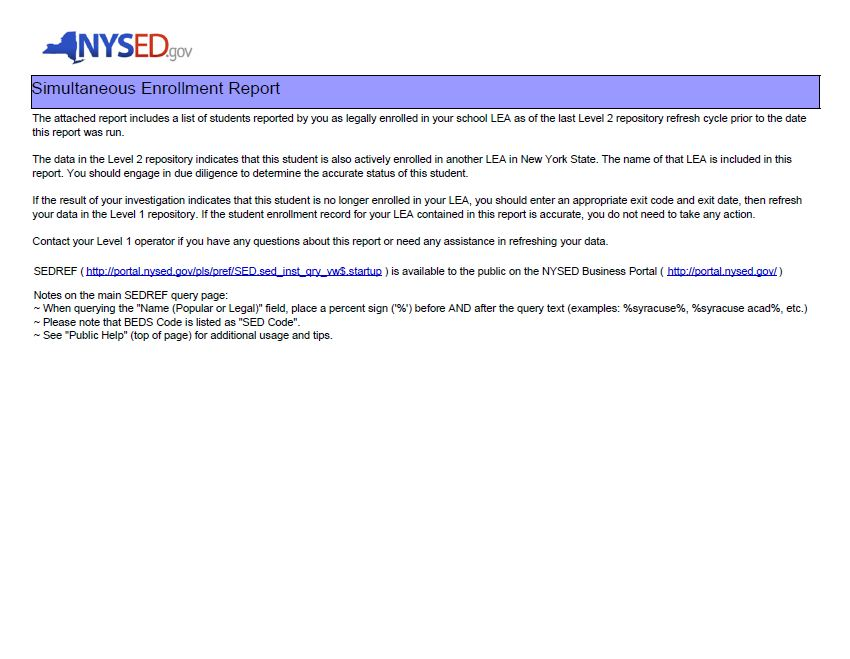 NYSED.gov
Simultaneous Enrollment Report
The attached report includes a list of students reported by you as legally enrolled in your school LEA as of the last Level 2 repository refresh cycle prior to the date
this report was run.
The data in the Level 2 repository indicates that this student is also actively enrolled in another LEA in New York State. The name of that LEA is included in this
report. You should engage in due diligence to determine the accurate status of this student.
If the result of your investigation indicates that this student is no longer enrolled in your LEA, you should enter an appropriate exit code and exit date, then refresh
your data in the Level 1 repository. If the student enrollment record for your LEA contained in this report is accurate, you do not need to take any action.
Contact your Level 1 operator if you have any questions about this report or need any assistance in refreshing your data.
SEDREF ( http://portal.nysed.gov/pls/pref/SED.sed_inst_qry_vw$.startup ) is available to the public on the NYSED Business Portal ( http://portal.nysed.gov/ )
Notes on the main SEDREF query page:
~ When querying the "Name (Popular or Legal)" field, place a percent sign ('%') before AND after the query text (examples: %syracuse%, %syracuse acad%, etc.)
~ Please note that BEDS Code is listed as "SED Code".
~ See "Public Help" (top of page) for additional usage and tips.